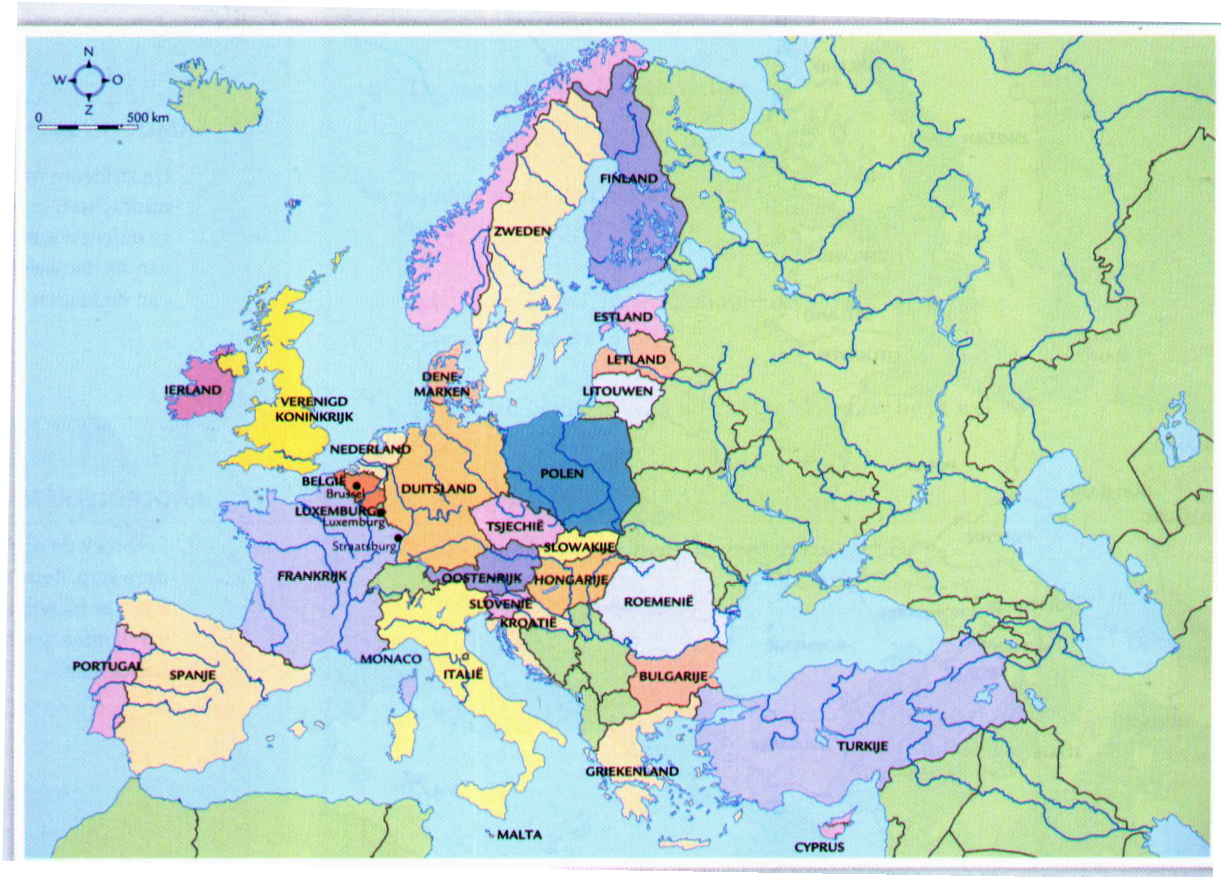 N
W O
Z
0 500 km
FINLAND
ZWEDEN
ESTLAND
LETLAND
LITOUWEN
DENE-
MARKEN
IERLAND
VERENIGD
KONINKRIJK
NEDERLAND
BELGIË
Brussel
POLEN
DUITSLAND
LUXEMBURG
Luxemburg
TSJECHIË
Straatsburg
SLOWAKIJE
FRANKRIJK
OOSTENRIJK
HONGARIJE
SLOVENIË
ROEMENIË
KROATIË
MONACO
PORTUGAL
SPANJE
ITALIË
BULGARIJE
TURKIJE
GRIEKENLAND
MALTA
CYPRUS